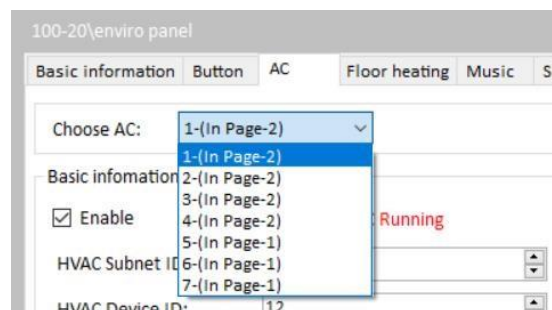 100-20\enviro panel
Basic information Button AC Floor heating Music S
Choose AC: 1-(In Page-2)
1-(In Page-2)
Basic infomation 2-(In Page-2)
3-(In Page-2)
Enable 4-(In Page-2) Running
5-(In Page-1)
HVAC Subnet ID 6-(In Page-1)
7-(In Page-1)
HVAC Device ID: 12